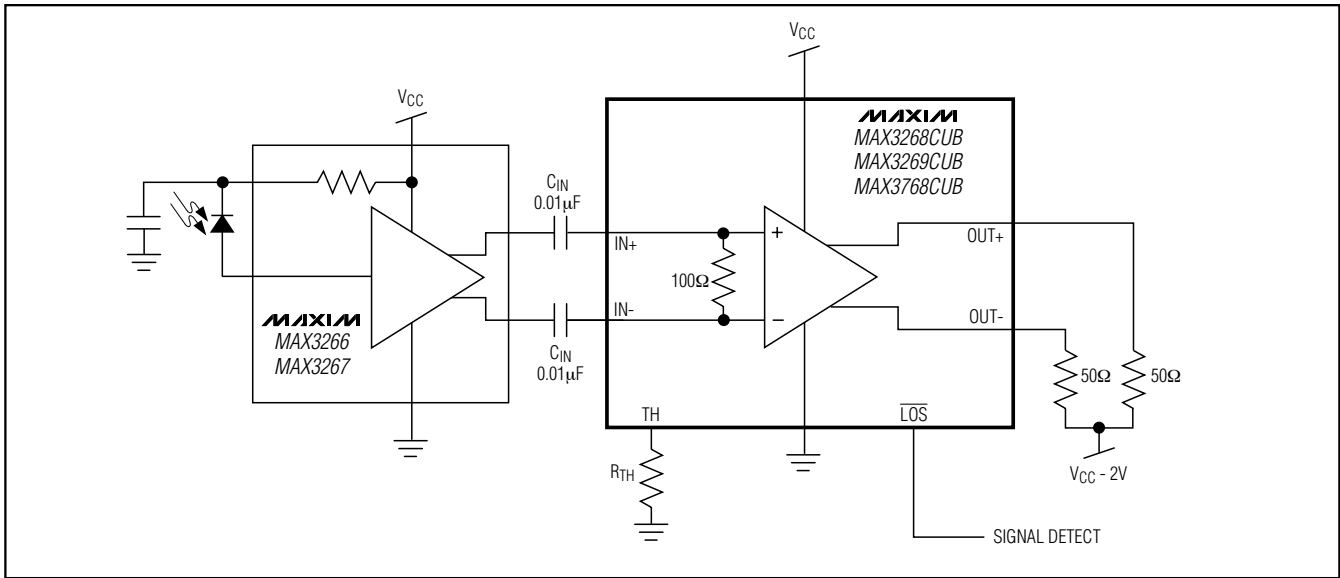 VCC
VCC
MAXIM
MAX3268CUB
MAX3269CUB
MAX3768CUB
CIN
0.01µF
IN+
+
OUT+
100Ω
IN-
−
OUT-
MAXIM
MAX3266
MAX3267
CIN
0.01µF
50Ω
50Ω
TH
L̅O̅S̅
RTH
VCC - 2V
SIGNAL DETECT